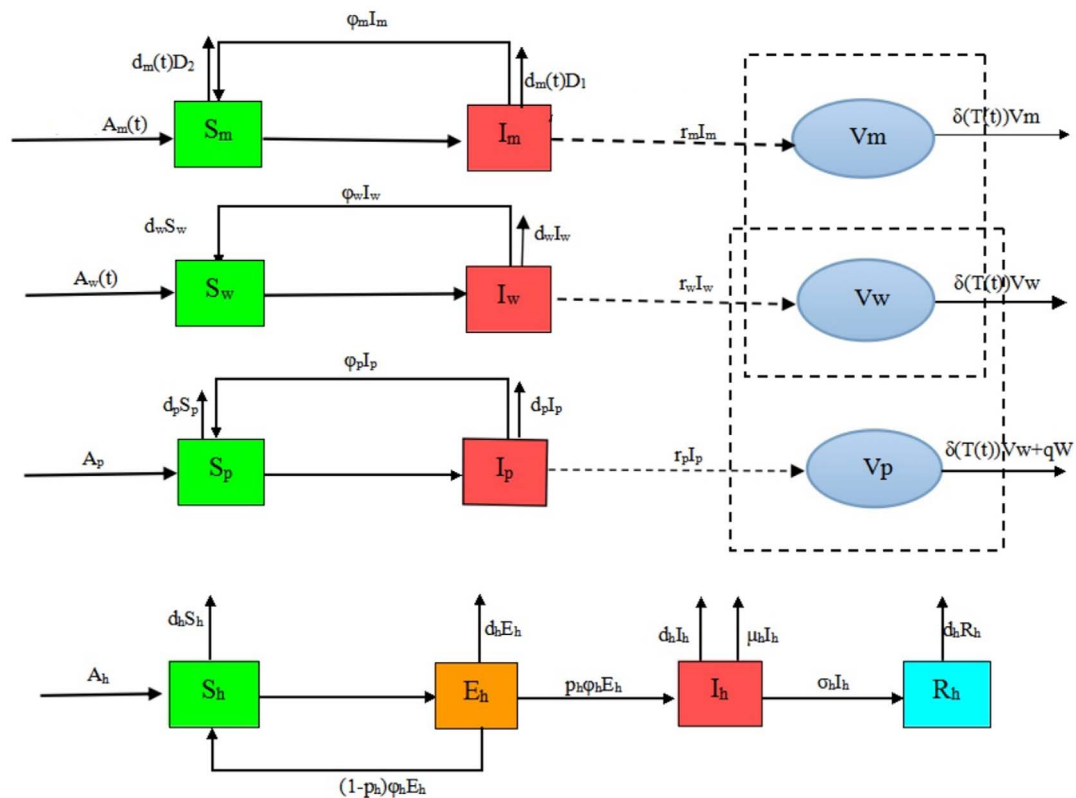 φₘIₘ
dₘ(t)D₂
dₘ(t)D₁
Aₘ(t)
Sₘ
Iₘ
rₘIₘ
Vm
δ(T(t))Vm
φwIw
dwSw
dwIw
Aw(t)
Sw
Iw
rwIw
Vw
δ(T(t))Vw
φₚIₚ
dₚSₚ
dₚIₚ
Aₚ
Sₚ
Iₚ
rₚIₚ
Vₚ
δ(T(t))Vw+qW
dₕSₕ
dₕEₕ
dₕIₕ
μₕIₕ
dₕRₕ
Aₕ
Sₕ
Eₕ
pₕφₕEₕ
Iₕ
σₕIₕ
Rₕ
(1-pₕ)φₕEₕ